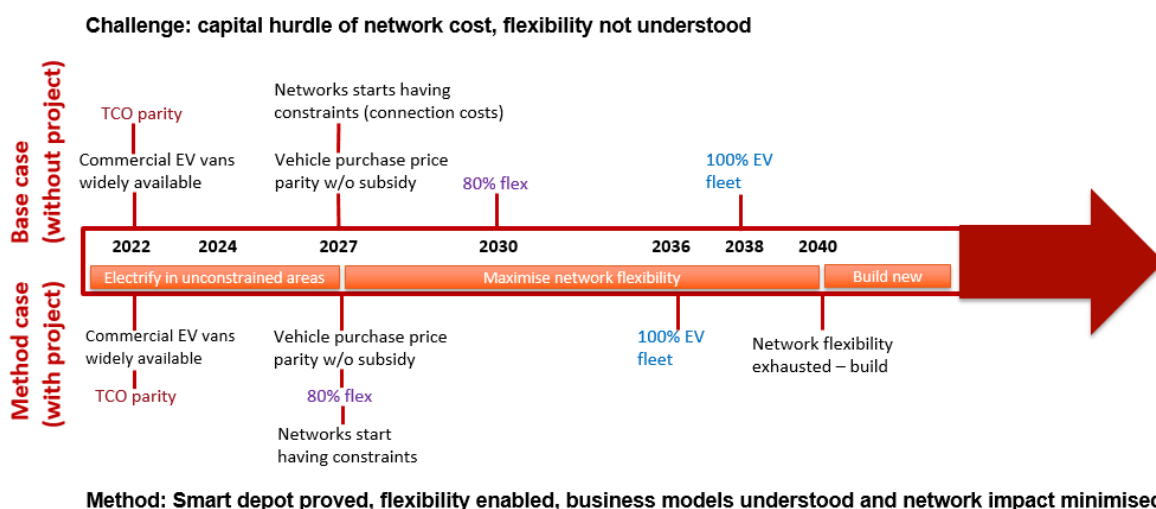 Challenge: capital hurdle of network cost, flexibility not understood
Base case
(without project)
TCO parity
Commercial EV vans
widely available
Networks starts having
constraints (connection costs)
Vehicle purchase price
parity w/o subsidy
80% flex
100% EV
fleet
2022
2024
2027
2030
2036
2038
2040
Electrify in unconstrained areas
Maximise network flexibility
Build new
Method case
(with project)
Commercial EV vans
widely available
TCO parity
Vehicle purchase price
parity w/o subsidy
80% flex
Networks start
having constraints
100% EV
fleet
Network flexibility
exhausted – build
Method: Smart depot proved, flexibility enabled, business models understood and network impact minimised